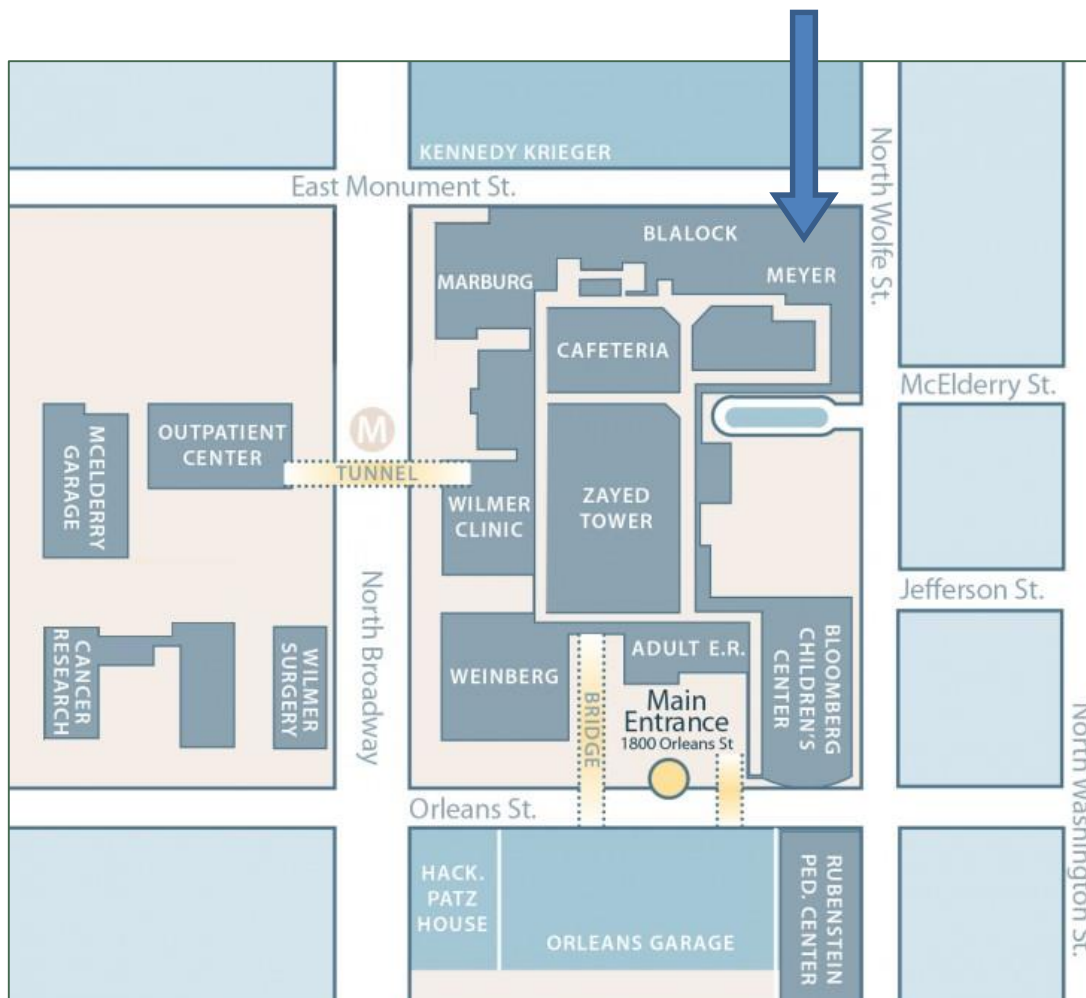 KENNEDY KRIEGER
East Monument St.
North Wolfe St.
BLALOCK
MARBURG
MEYER
CAFETERIA
McElderry St.
MCELDERRY
GARAGE
OUTPATIENT
CENTER
M
TUNNEL
WILMER
CLINIC
ZAYED
TOWER
North Broadway
Jefferson St.
CANCER
RESEARCH
WILMER
SURGERY
WEINBERG
BRIDGE
ADULT E.R.
BLOOMBERG
CHILDREN'S
CENTER
Main
Entrance
1800 Orleans St
Orleans St.
North Washington St.
HACK.
PATZ
HOUSE
ORLEANS GARAGE
RUBENSTEIN
PED. CENTER